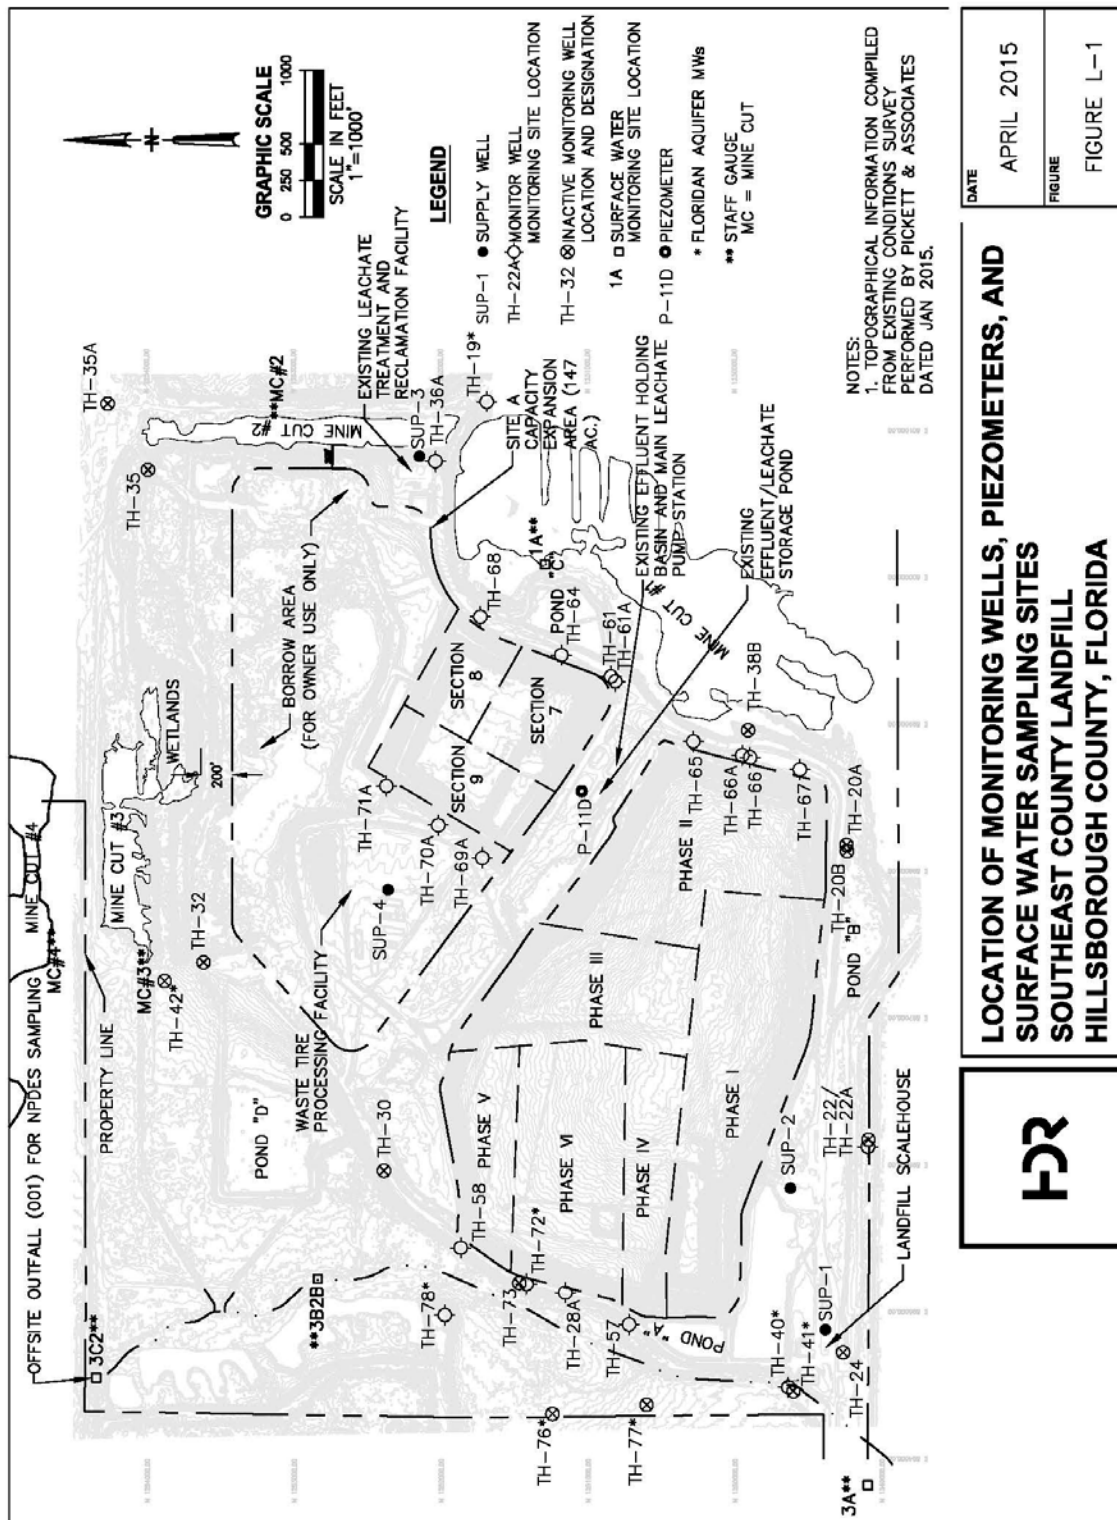 OFFSITE OUTFALL (001) FOR NPDES SAMPLING
MINE CUT #4
MC#4**
3C2**
PROPERTY LINE
MC#3**
MINE CUT #3
TH-42*
TH-32
WETLANDS
200'
TH-35
TH-35A
POND "D"
WASTE TIRE
PROCESSING FACILITY
BORROW AREA
(FOR OWNER USE ONLY)
MINE CUT
#2
**MC#2
EXISTING LEACHATE
TREATMENT AND
RECLAMATION FACILITY
**3B2B
TH-30
SUP-4
TH-71A
TH-70A
TH-69A
SUP-3
TH-36A
TH-19*
SITE A
CAPACITY
EXPANSION
AREA (147
AC.)
SECTION
9
SECTION
8
SECTION
7
TH-68
1A**
POND "C"
TH-64
TH-61
TH-61A
TH-78*
TH-58
TH-72*
TH-73
TH-28A
TH-57
TH-76*
TH-77*
PHASE V
PHASE VI
PHASE IV
PHASE III
PHASE II
PHASE I
P-11D
EXISTING EFFLUENT HOLDING
BASIN AND MAIN LEACHATE
PUMP STATION
#1
MINE CUT
EXISTING
EFFLUENT/LEACHATE
STORAGE POND
TH-38B
TH-65
TH-66A
TH-66
TH-67
TH-20A
TH-20B
POND "B"
POND "A"
TH-40*
TH-41*
SUP-1
SUP-2
TH-24
TH-22/
TH-22A
LANDFILL SCALEHOUSE
3A**
N
GRAPHIC SCALE
0 250 500 1000
SCALE IN FEET
1"=1000'
LEGEND
SUP-1 SUPPLY WELL
TH-22A MONITOR WELL
MONITORING SITE LOCATION
TH-32 INACTIVE MONITORING WELL
LOCATION AND DESIGNATION
1A SURFACE WATER
MONITORING SITE LOCATION
P-11D PIEZOMETER
* FLORIDAN AQUIFER MWs
** STAFF GAUGE
MC = MINE CUT
NOTES:
1. TOPOGRAPHICAL INFORMATION COMPILED
FROM EXISTING CONDITIONS SURVEY
PERFORMED BY PICKETT & ASSOCIATES
DATED JAN 2015.
HDR
LOCATION OF MONITORING WELLS, PIEZOMETERS, AND
SURFACE WATER SAMPLING SITES
SOUTHEAST COUNTY LANDFILL
HILLSBOROUGH COUNTY, FLORIDA
DATE
APRIL 2015
FIGURE
FIGURE L-1